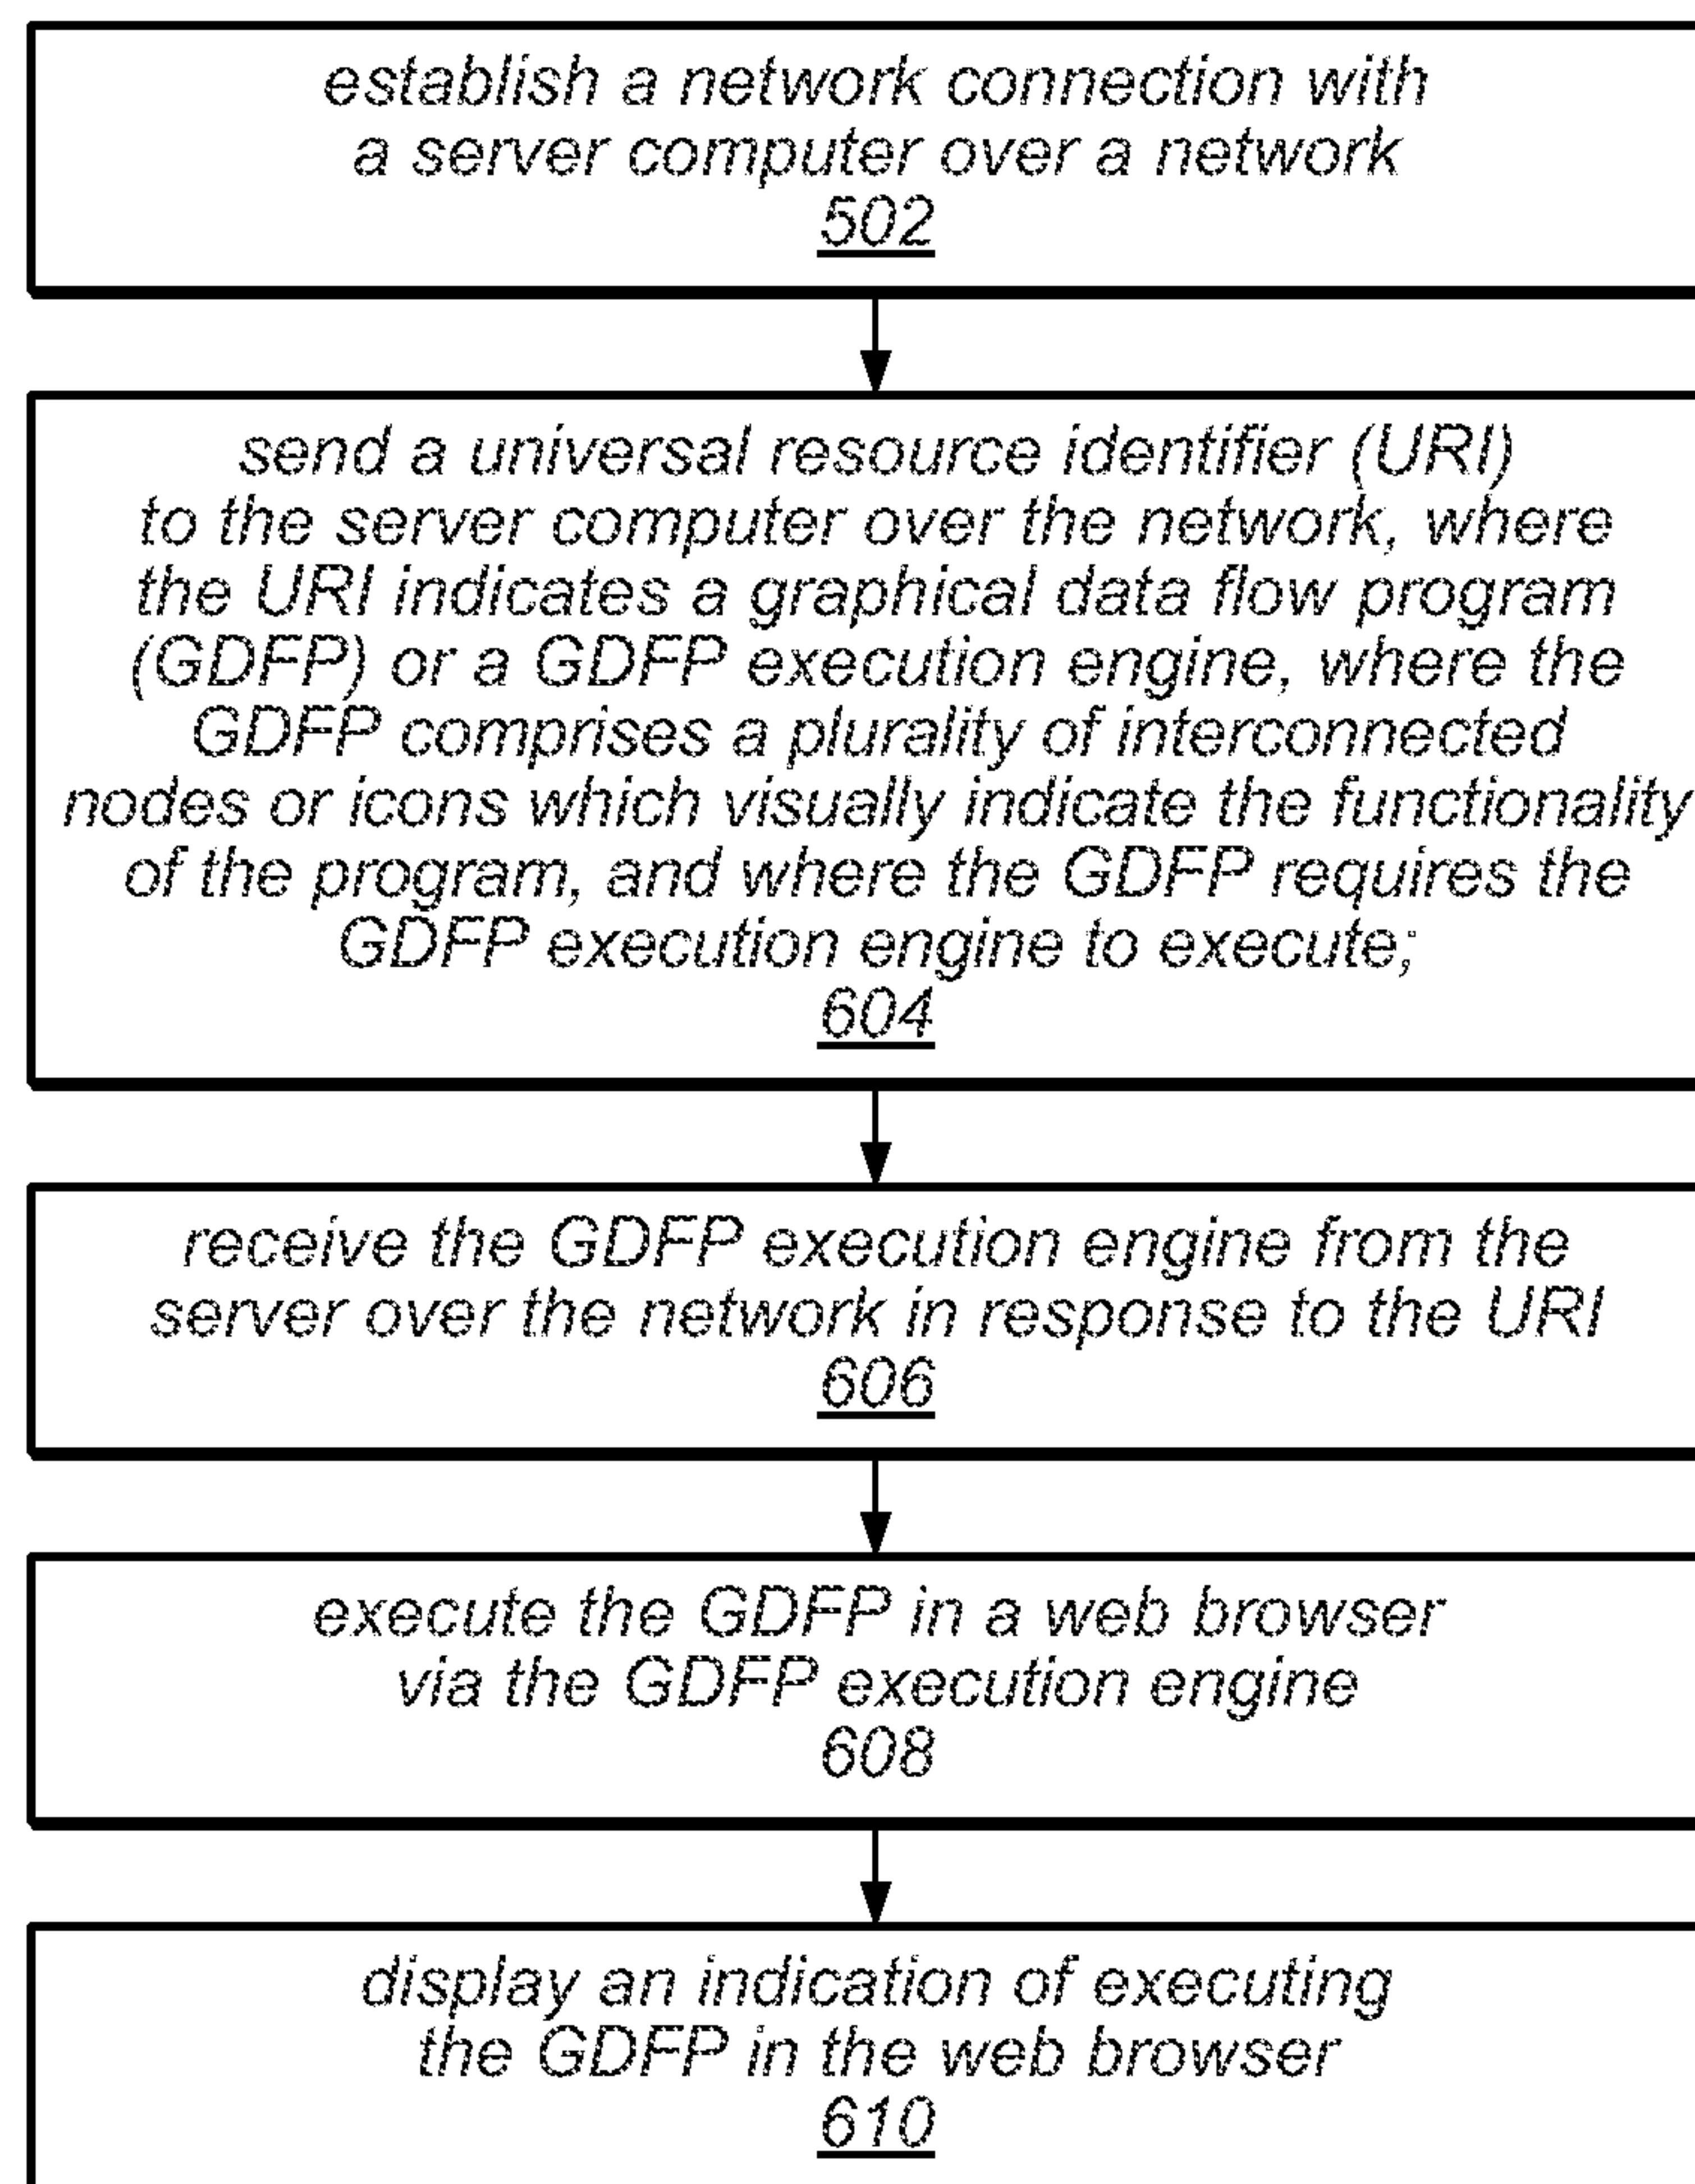 establish a network connection with
a server computer over a network
502
send a universal resource identifier (URI)
to the server computer over the network, where
the URI indicates a graphical data flow program
(GDFP) or a GDFP execution engine, where the
GDFP comprises a plurality of interconnected
nodes or icons which visually indicate the functionality
of the program, and where the GDFP requires the
GDFP execution engine to execute;
604
receive the GDFP execution engine from the
server over the network in response to the URI
606
execute the GDFP in a web browser
via the GDFP execution engine
608
display an indication of executing
the GDFP in the web browser
610